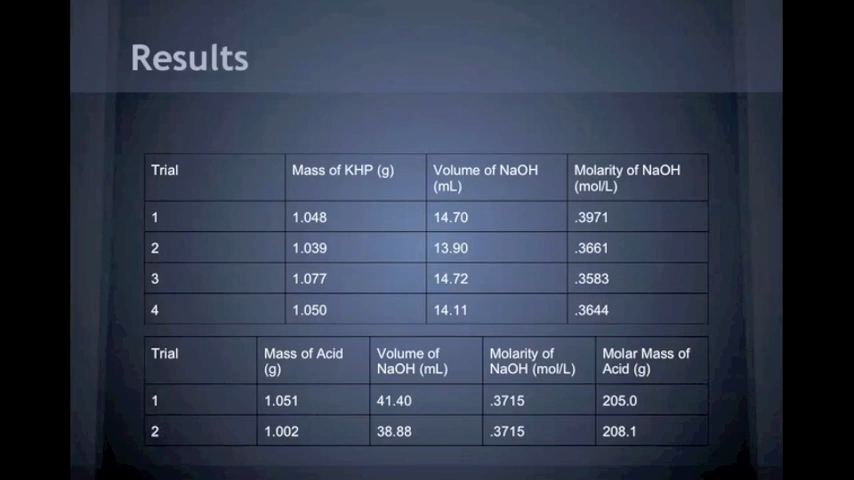 Results
Trial Mass of KHP (g) Volume of NaOH (mL) Molarity of NaOH (mol/L)
1 1.048 14.70 .3971
2 1.039 13.90 .3661
3 1.077 14.72 .3583
4 1.050 14.11 .3644
Trial Mass of Acid (g) Volume of NaOH (mL) Molarity of NaOH (mol/L) Molar Mass of Acid (g)
1 1.051 41.40 .3715 205.0
2 1.002 38.88 .3715 208.1